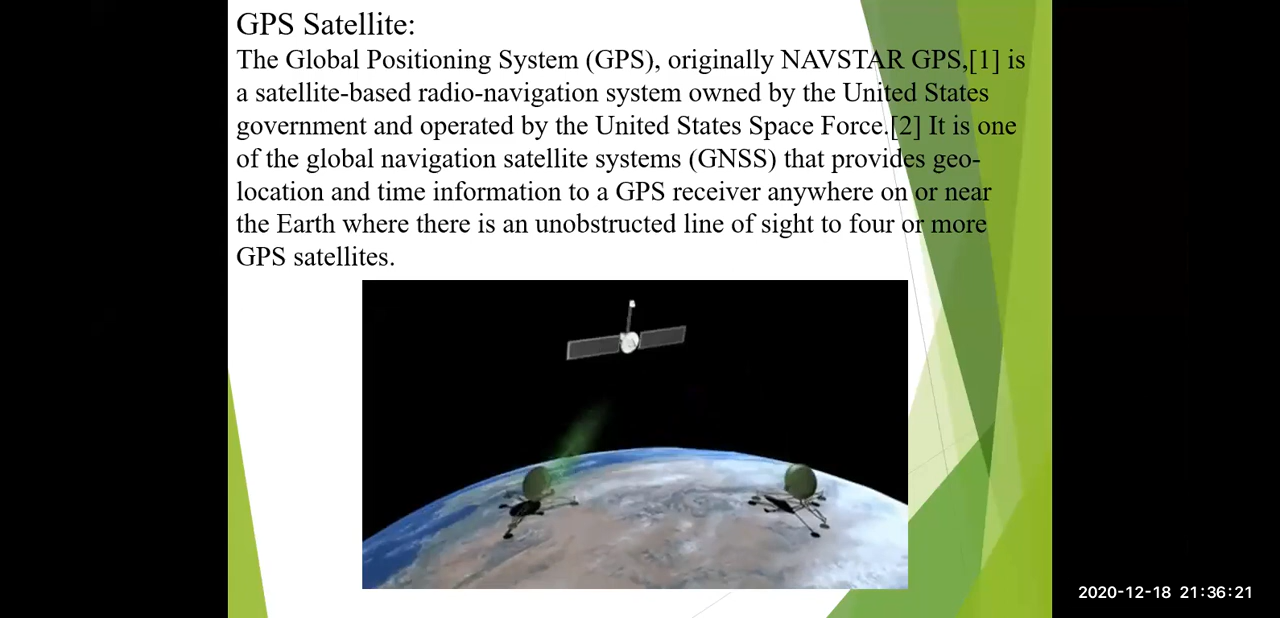 GPS Satellite:
The Global Positioning System (GPS), originally NAVSTAR GPS,[1] is
a satellite-based radio-navigation system owned by the United States
government and operated by the United States Space Force.[2] It is one
of the global navigation satellite systems (GNSS) that provides geo-
location and time information to a GPS receiver anywhere on or near
the Earth where there is an unobstructed line of sight to four or more
GPS satellites.
2020-12-18 21:36:21